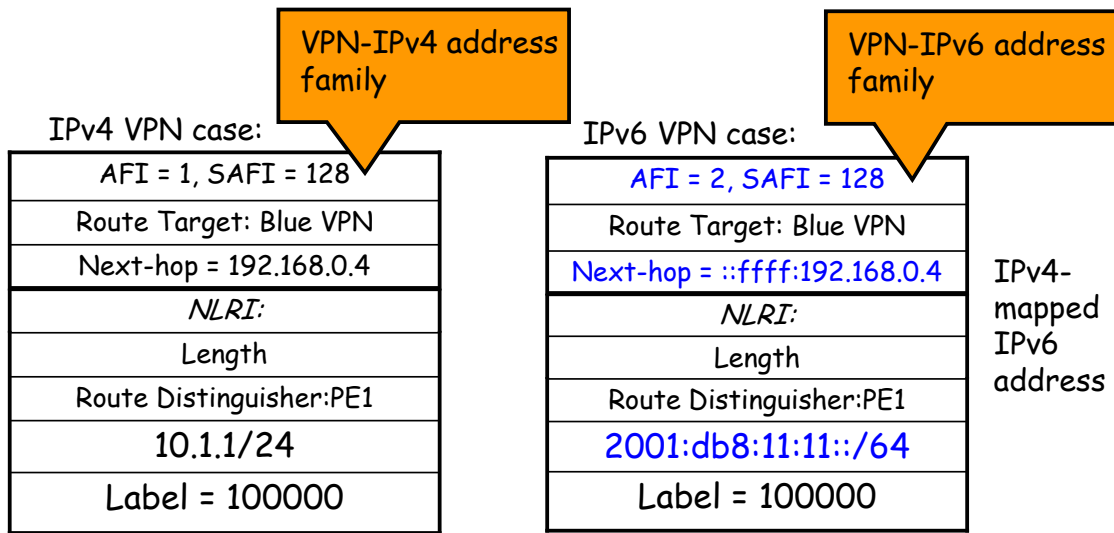 VPN-IPv4 address
family
IPv4 VPN case:
AFI = 1, SAFI = 128
Route Target: Blue VPN
Next-hop = 192.168.0.4
NLRI:
Length
Route Distinguisher:PE1
10.1.1/24
Label = 100000
VPN-IPv6 address
family
IPv6 VPN case:
AFI = 2, SAFI = 128
Route Target: Blue VPN
Next-hop = ::ffff:192.168.0.4
NLRI:
Length
Route Distinguisher:PE1
2001:db8:11:11::/64
Label = 100000
IPv4-
mapped
IPv6
address